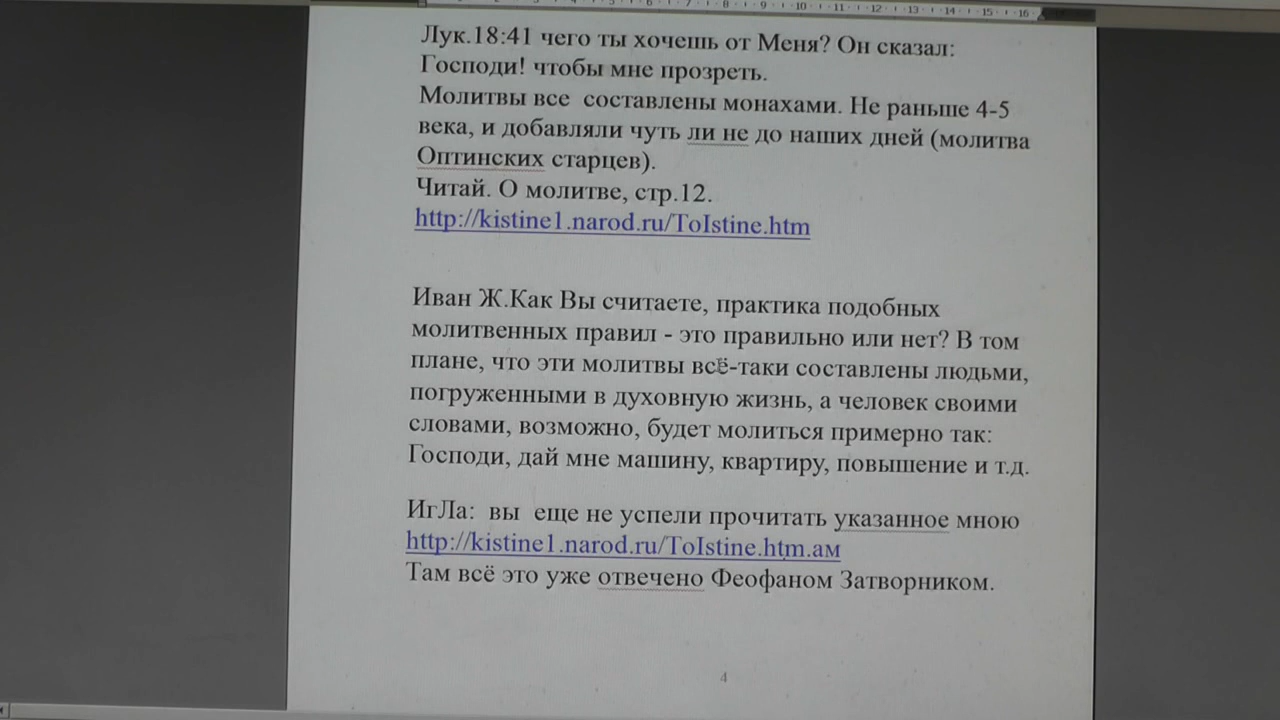 Лук.18:41 чего ты хочешь от Меня? Он сказал:
Господи! чтобы мне прозреть.
Молитвы все  составлены монахами. Не раньше 4-5
века, и добавляли чуть ли не до наших дней (молитва
Оптинских старцев).
Читай. О молитве, стр.12.
http://kistine1.narod.ru/ToIstine.htm
Иван Ж.Как Вы считаете, практика подобных
молитвенных правил - это правильно или нет? В том
плане, что эти молитвы всё-таки составлены людьми,
погруженными в духовную жизнь, а человек своими
словами, возможно, будет молиться примерно так:
Господи, дай мне машину, квартиру, повышение и т.д.
ИгЛа:  вы  еще не успели прочитать указанное мною
http://kistine1.narod.ru/ToIstine.htm.ам
Там всё это уже отвечено Феофаном Затворником.
4